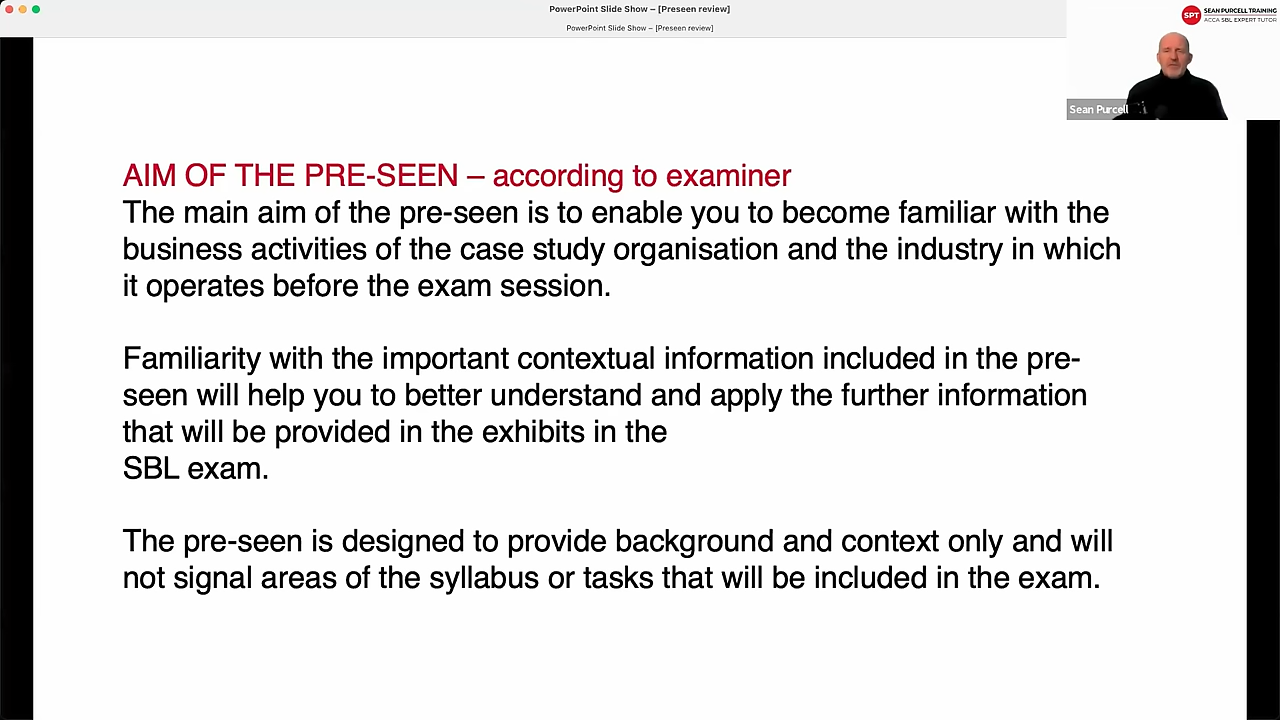 PowerPoint Slide Show – [Preseen review]
PowerPoint Slide Show – [Preseen review]
SPT
SEAN PURCELL TRAINING
ACCA SBL EXPERT TUTOR
Sean Purcell
AIM OF THE PRE-SEEN – according to examiner
The main aim of the pre-seen is to enable you to become familiar with the
business activities of the case study organisation and the industry in which
it operates before the exam session.
Familiarity with the important contextual information included in the pre-
seen will help you to better understand and apply the further information
that will be provided in the exhibits in the
SBL exam.
The pre-seen is designed to provide background and context only and will
not signal areas of the syllabus or tasks that will be included in the exam.